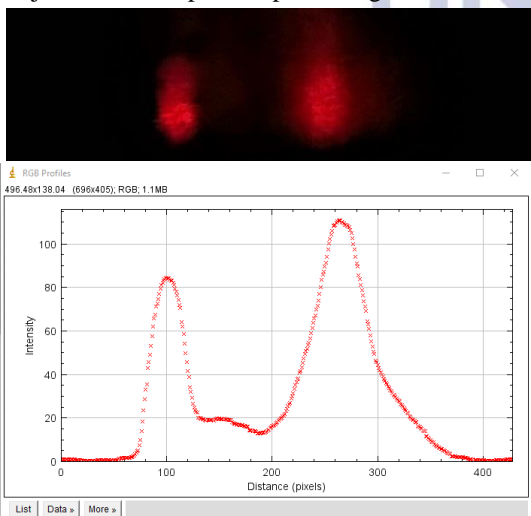 RGB Profiles
496.48x138.04 (696x405); RGB; 1.1MB
100
80
60
40
20
0
Intensity
0 100 200 300 400
Distance (pixels)
List Data » More »